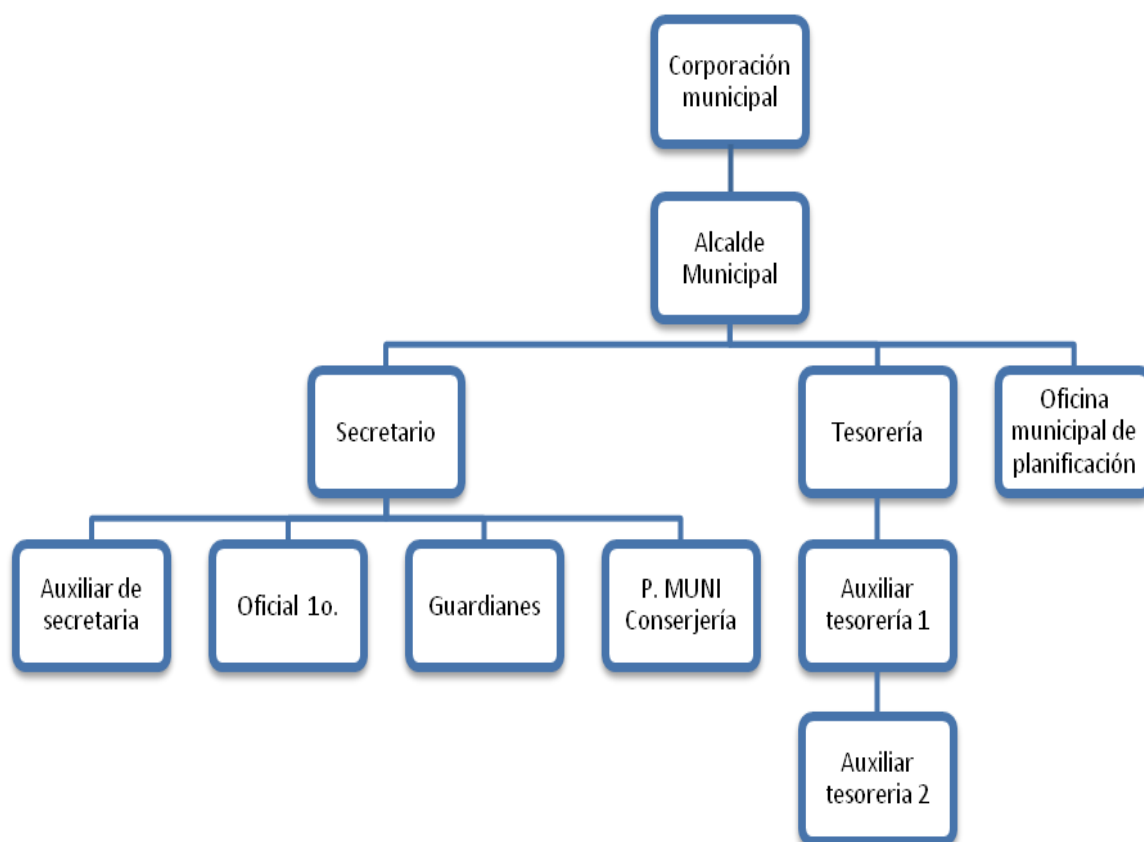 Corporación
municipal
Alcalde
Municipal
Secretario
Tesorería
Oficina
municipal de
planificación
Auxiliar de
secretaria
Oficial 1o.
Guardianes
P. MUNI
Conserjería
Auxiliar
tesorería 1
Auxiliar
tesoreria 2